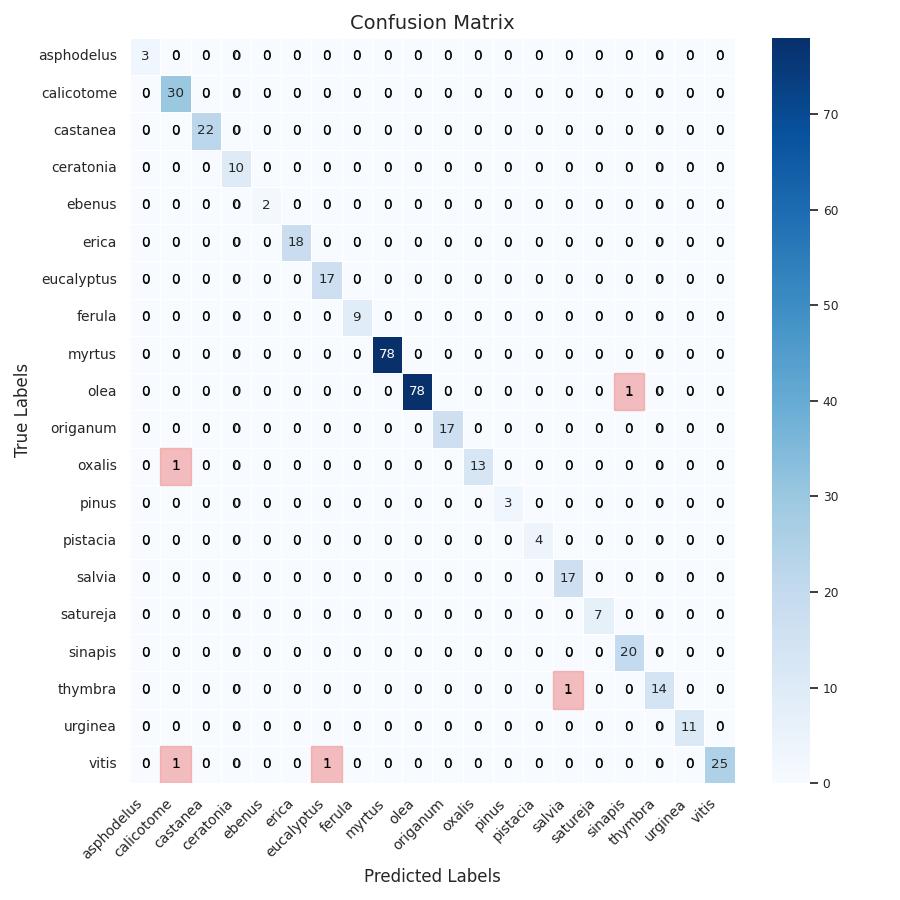 Confusion Matrix
asphodelus 3 0 0 0 0 0 0 0 0 0 0 0 0 0 0 0 0 0 0 0
calicotome 0 30 0 0 0 0 0 0 0 0 0 0 0 0 0 0 0 0 0 0
castanea 0 0 22 0 0 0 0 0 0 0 0 0 0 0 0 0 0 0 0 0
ceratonia 0 0 0 10 0 0 0 0 0 0 0 0 0 0 0 0 0 0 0 0
ebenus 0 0 0 0 2 0 0 0 0 0 0 0 0 0 0 0 0 0 0 0
erica 0 0 0 0 0 18 0 0 0 0 0 0 0 0 0 0 0 0 0 0
eucalyptus 0 0 0 0 0 0 17 0 0 0 0 0 0 0 0 0 0 0 0 0
ferula 0 0 0 0 0 0 0 9 0 0 0 0 0 0 0 0 0 0 0 0
myrtus 0 0 0 0 0 0 0 0 78 0 0 0 0 0 0 0 0 0 0 0
olea 0 0 0 0 0 0 0 0 0 78 0 0 0 0 0 0 1 0 0 0
origanum 0 0 0 0 0 0 0 0 0 0 17 0 0 0 0 0 0 0 0 0
oxalis 0 1 0 0 0 0 0 0 0 0 0 13 0 0 0 0 0 0 0 0
pinus 0 0 0 0 0 0 0 0 0 0 0 0 3 0 0 0 0 0 0 0
pistacia 0 0 0 0 0 0 0 0 0 0 0 0 0 4 0 0 0 0 0 0
salvia 0 0 0 0 0 0 0 0 0 0 0 0 0 0 17 0 0 0 0 0
satureja 0 0 0 0 0 0 0 0 0 0 0 0 0 0 0 7 0 0 0 0
sinapis 0 0 0 0 0 0 0 0 0 0 0 0 0 0 0 0 20 0 0 0
thymbra 0 0 0 0 0 0 0 0 0 0 0 0 0 0 1 0 0 14 0 0
urginea 0 0 0 0 0 0 0 0 0 0 0 0 0 0 0 0 0 0 11 0
vitis 0 1 0 0 0 0 1 0 0 0 0 0 0 0 0 0 0 0 0 25
asphodelus calicotome castanea ceratonia ebenus erica eucalyptus ferula myrtus olea origanum oxalis pinus pistacia salvia satureja sinapis thymbra urginea vitis
Predicted Labels
True Labels
70
60
50
40
30
20
10
0